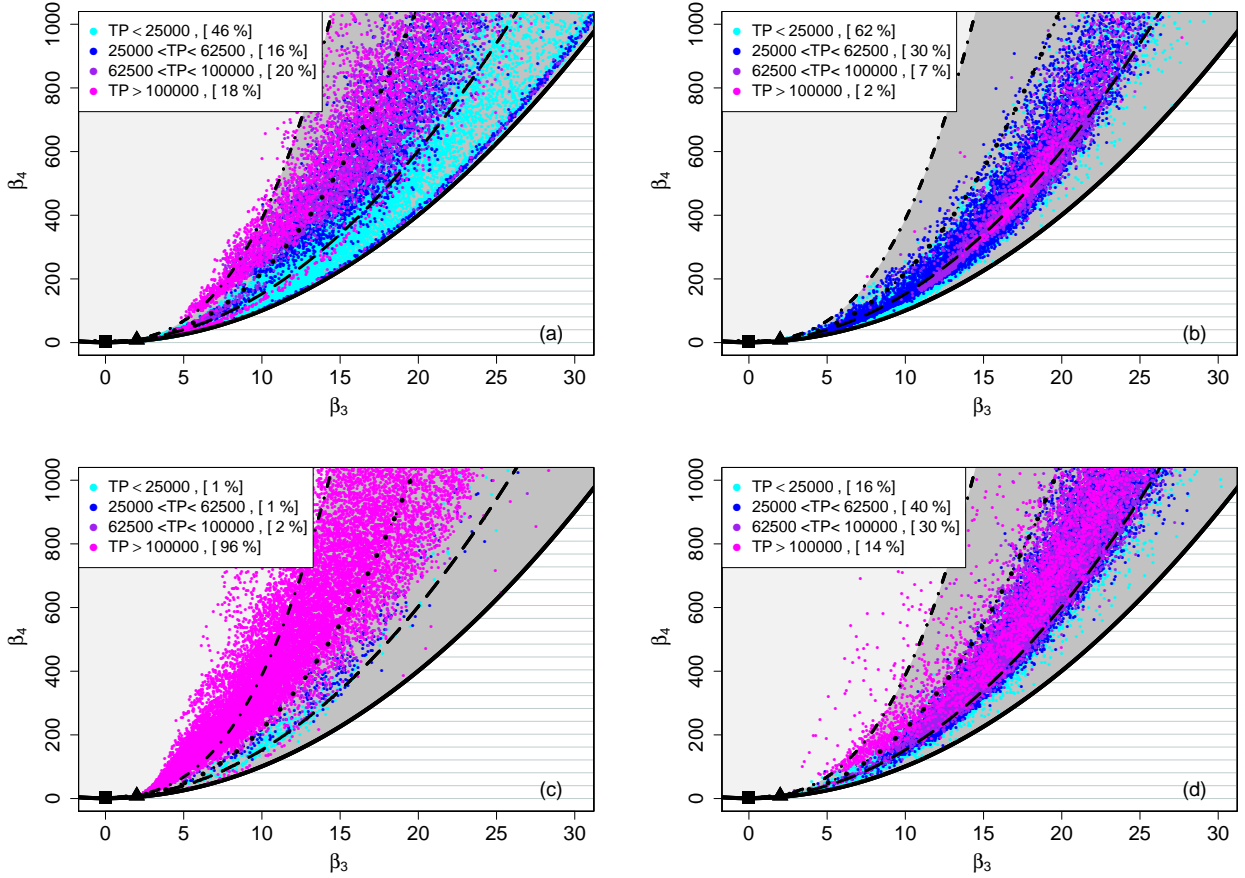 TP < 25000 , [ 46 %]
25000 <TP< 62500 , [ 16 %]
62500 <TP< 100000 , [ 20 %]
TP > 100000 , [ 18 %]
0 200 400 600 800 1000
β4
(a)
0 5 10 15 20 25 30
β3
TP < 25000 , [ 62 %]
25000 <TP< 62500 , [ 30 %]
62500 <TP< 100000 , [ 7 %]
TP > 100000 , [ 2 %]
0 200 400 600 800 1000
β4
(b)
0 5 10 15 20 25 30
β3
TP < 25000 , [ 1 %]
25000 <TP< 62500 , [ 1 %]
62500 <TP< 100000 , [ 2 %]
TP > 100000 , [ 96 %]
0 200 400 600 800 1000
β4
(c)
0 5 10 15 20 25 30
β3
TP < 25000 , [ 16 %]
25000 <TP< 62500 , [ 40 %]
62500 <TP< 100000 , [ 30 %]
TP > 100000 , [ 14 %]
0 200 400 600 800 1000
β4
(d)
0 5 10 15 20 25 30
β3